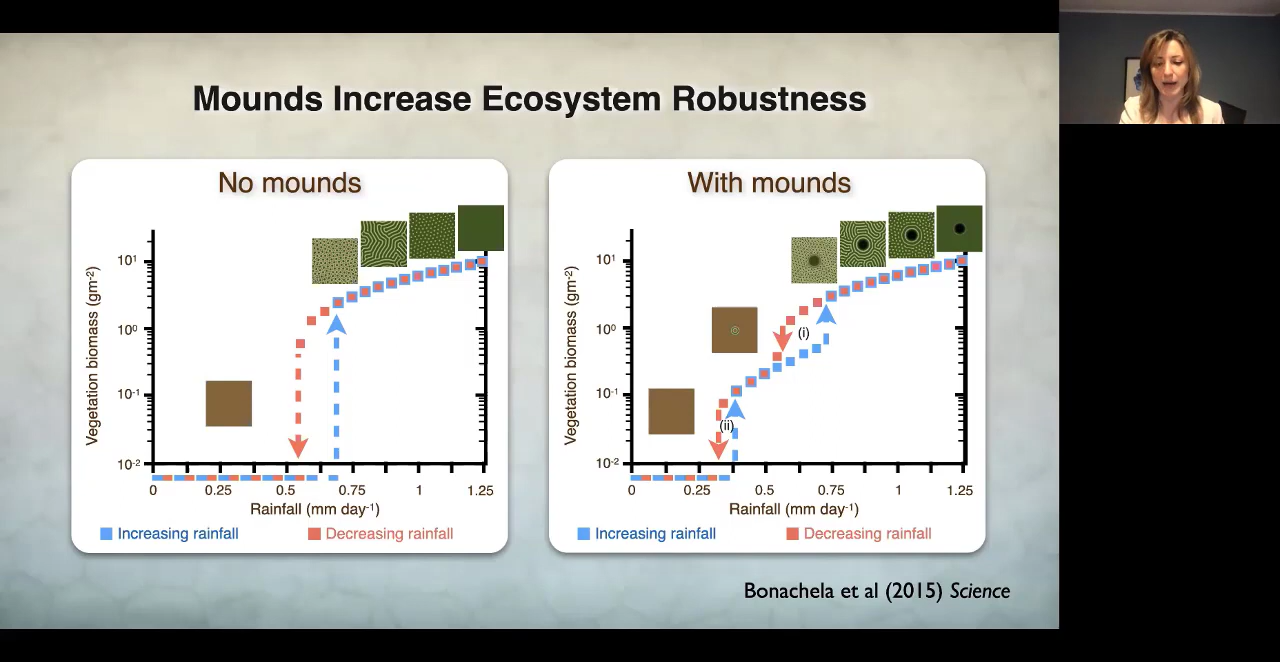 Mounds Increase Ecosystem Robustness
No mounds
Vegetation biomass (gm-2)
10¹
10⁰
10-1
10-2
0 0.25 0.5 0.75 1 1.25
Rainfall (mm day-1)
Increasing rainfall Decreasing rainfall
With mounds
Vegetation biomass (gm-2)
10¹
10⁰
(i)
10-1
(ii)
10-2
0 0.25 0.5 0.75 1 1.25
Rainfall (mm day-1)
Increasing rainfall Decreasing rainfall
Bonachela et al (2015) Science